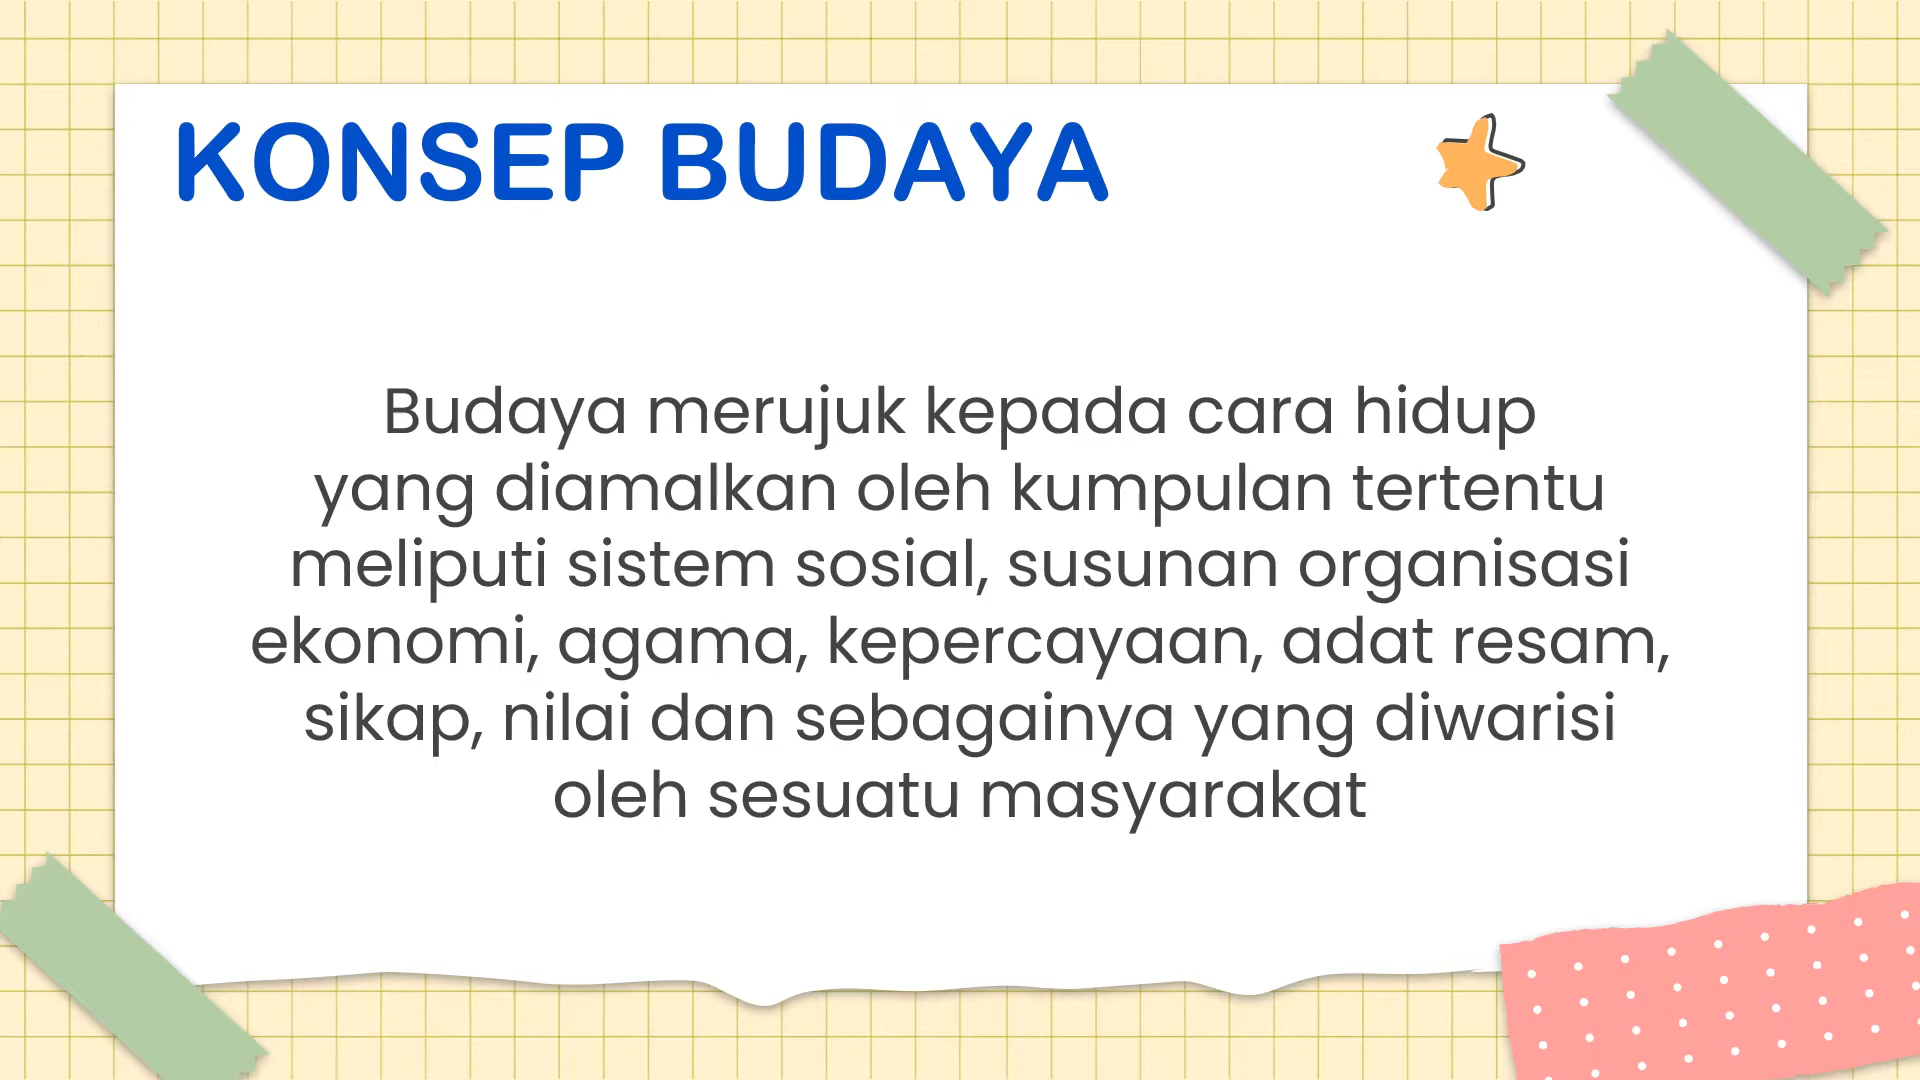 KONSEP BUDAYA
Budaya merujuk kepada cara hidup
yang diamalkan oleh kumpulan tertentu
meliputi sistem sosial, susunan organisasi
ekonomi, agama, kepercayaan, adat resam,
sikap, nilai dan sebagainya yang diwarisi
oleh sesuatu masyarakat